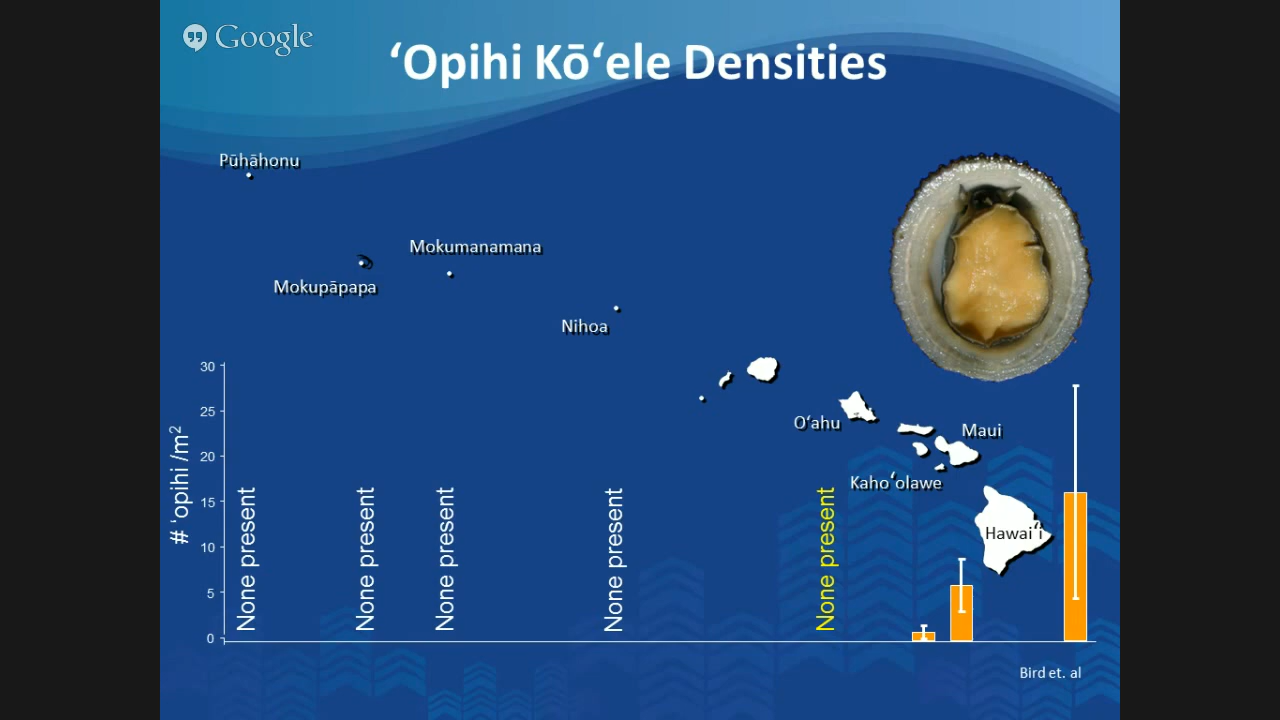 Google
ʻOpihi Kōʻele Densities
Pūhāhonu
Mokumanamana
Mokupāpapa
Nihoa
Oʻahu
Maui
Kahoʻolawe
Hawaiʻi
# ʻopihi /m²
30
25
20
15
10
5
0
None present
None present
None present
None present
None present
Bird et. al